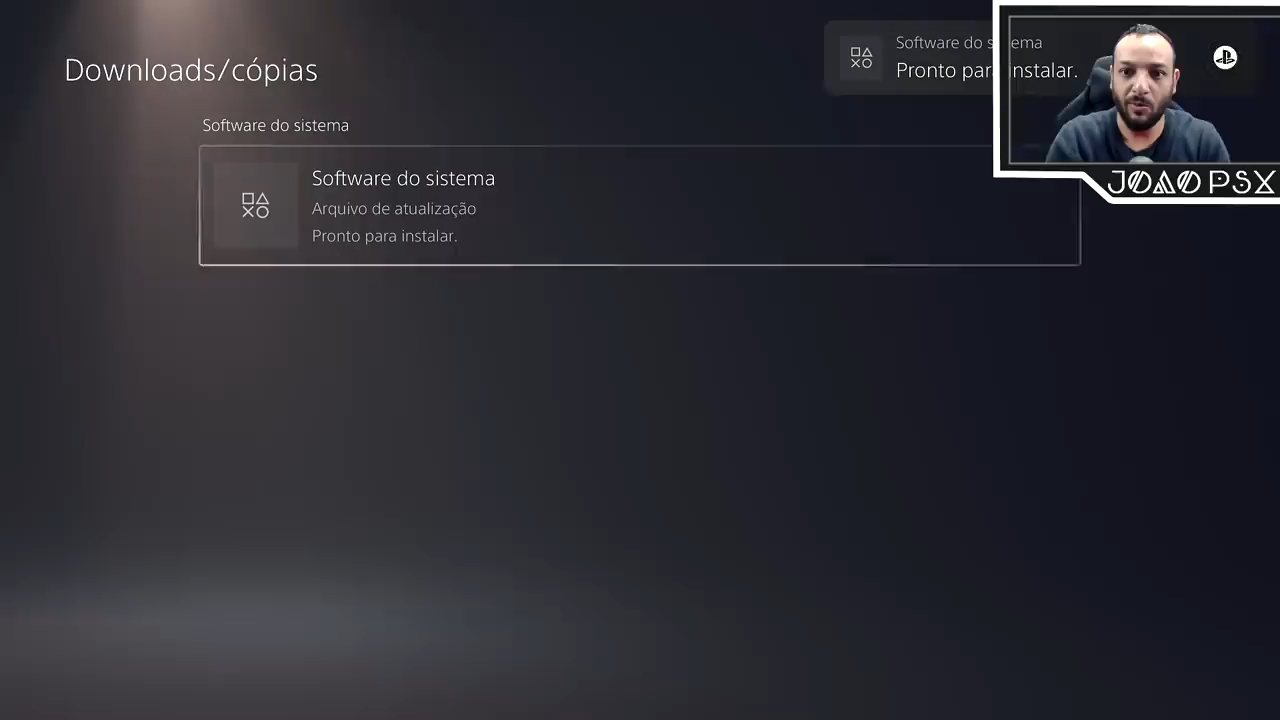 Downloads/cópias
Software do sistema
Pronto para instalar.
JOAO PSX
Software do sistema
Software do sistema
Arquivo de atualização
Pronto para instalar.